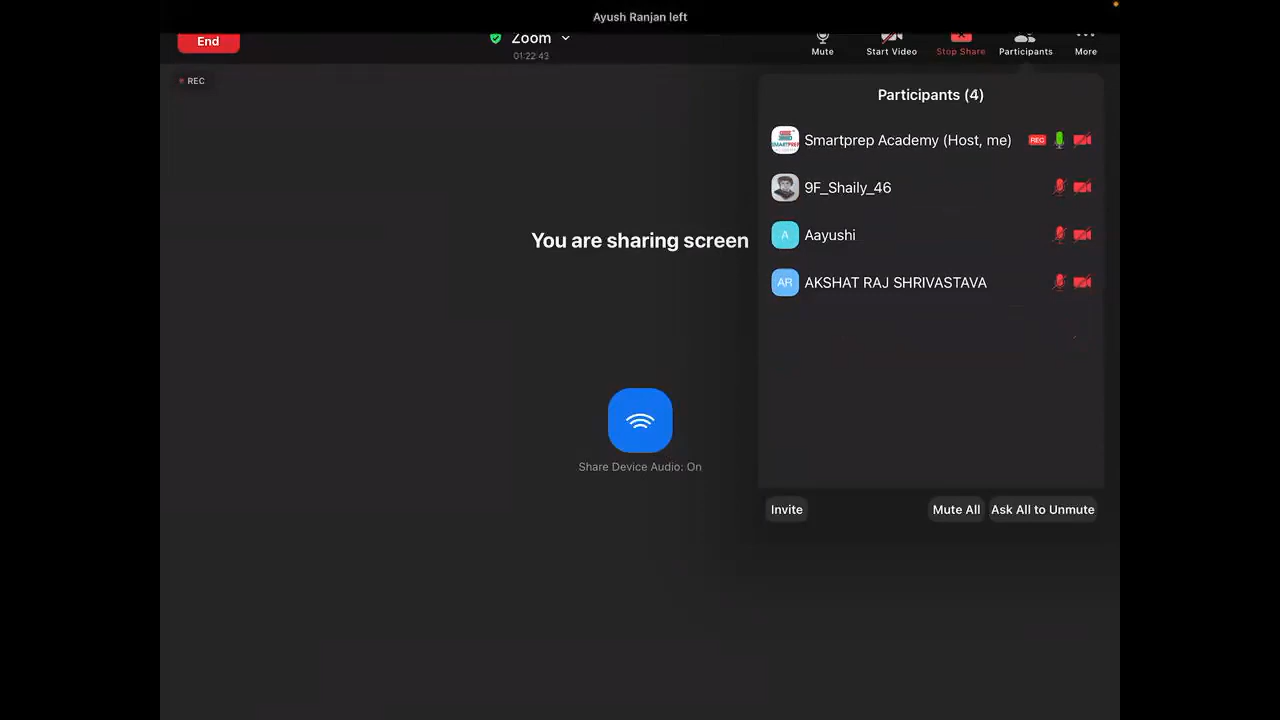 Ayush Ranjan left
End
Zoom
01:22:43
Mute
Start Video
Stop Share
Participants
More
REC
Participants (4)
Smartprep Academy (Host, me)
REC
9F_Shaily_46
A
Aayushi
AR
AKSHAT RAJ SHRIVASTAVA
You are sharing screen
Share Device Audio: On
Invite
Mute All
Ask All to Unmute